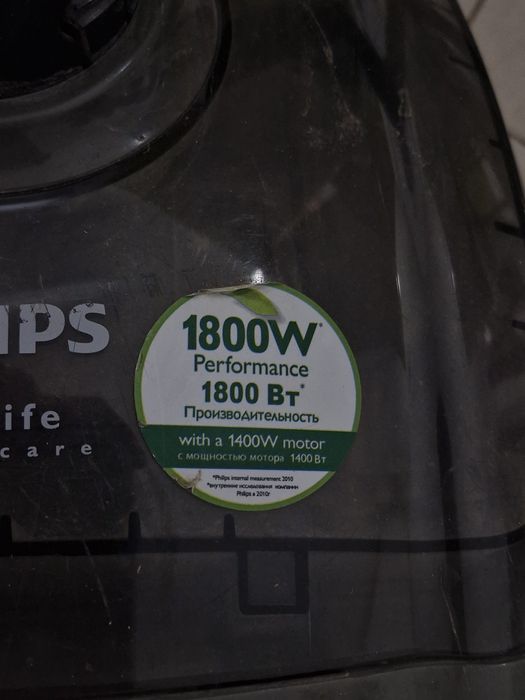 IPS
ife
care
1800W*
Performance
1800 Вт*
Производительность
with a 1400W motor
с мощностью мотора 1400 Вт
*Philips internal measurement 2010
*внутренние исследования компании
Philips в 2010г